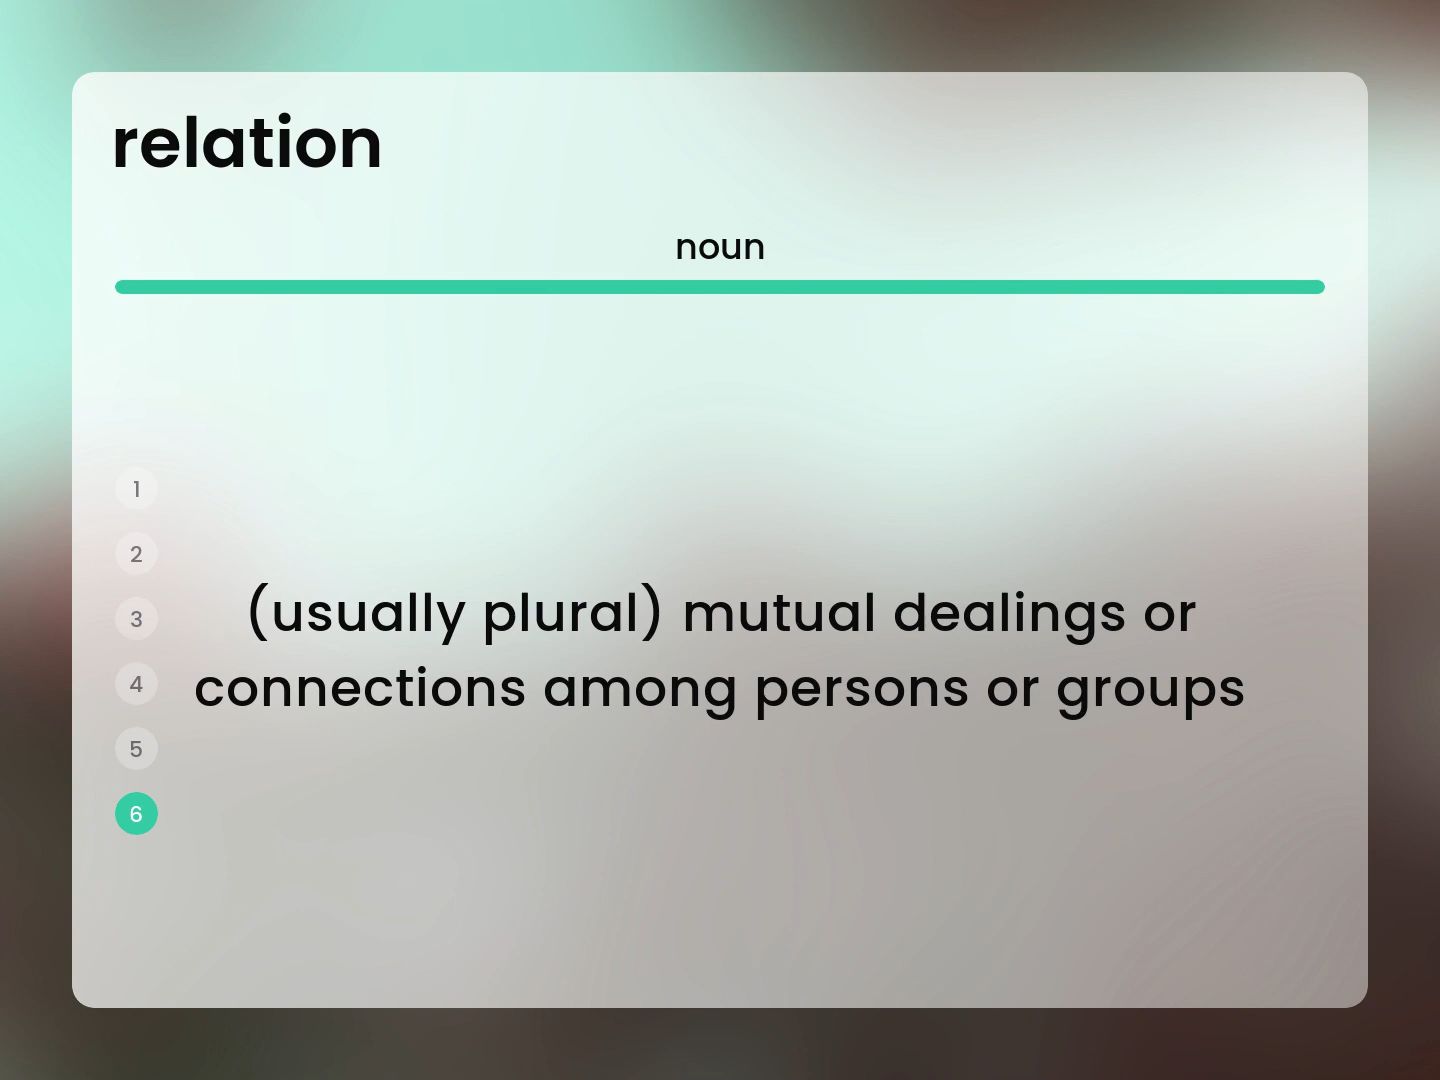 relation
noun
1
2
3
4
5
6
(usually plural) mutual dealings or
connections among persons or groups